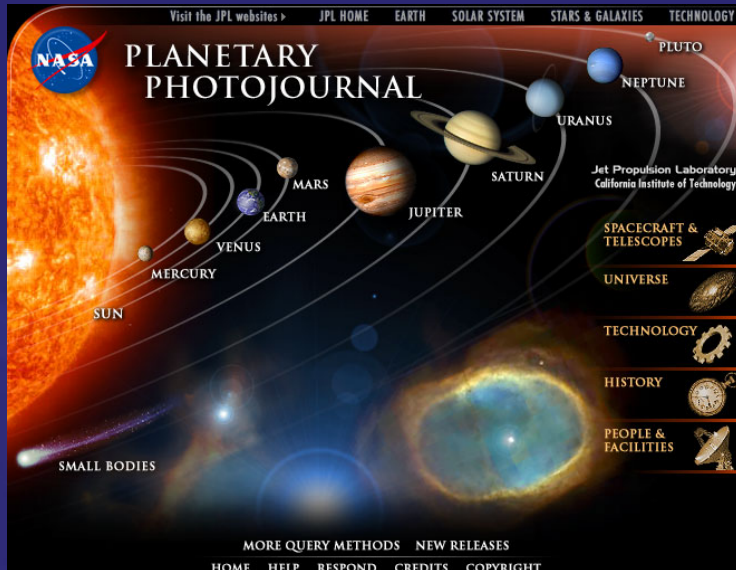 Visit the JPL websites JPL HOME EARTH SOLAR SYSTEM STARS & GALAXIES TECHNOLOGY
NASA
PLANETARY
PHOTOJOURNAL
PLUTO
NEPTUNE
URANUS
SATURN
JUPITER
MARS
EARTH
VENUS
MERCURY
SUN
Jet Propulsion Laboratory
California Institute of Technology
SPACECRAFT &
TELESCOPES
UNIVERSE
TECHNOLOGY
HISTORY
PEOPLE &
FACILITIES
SMALL BODIES
MORE QUERY METHODS NEW RELEASES
HOME HELP RESPOND CREDITS COPYRIGHT